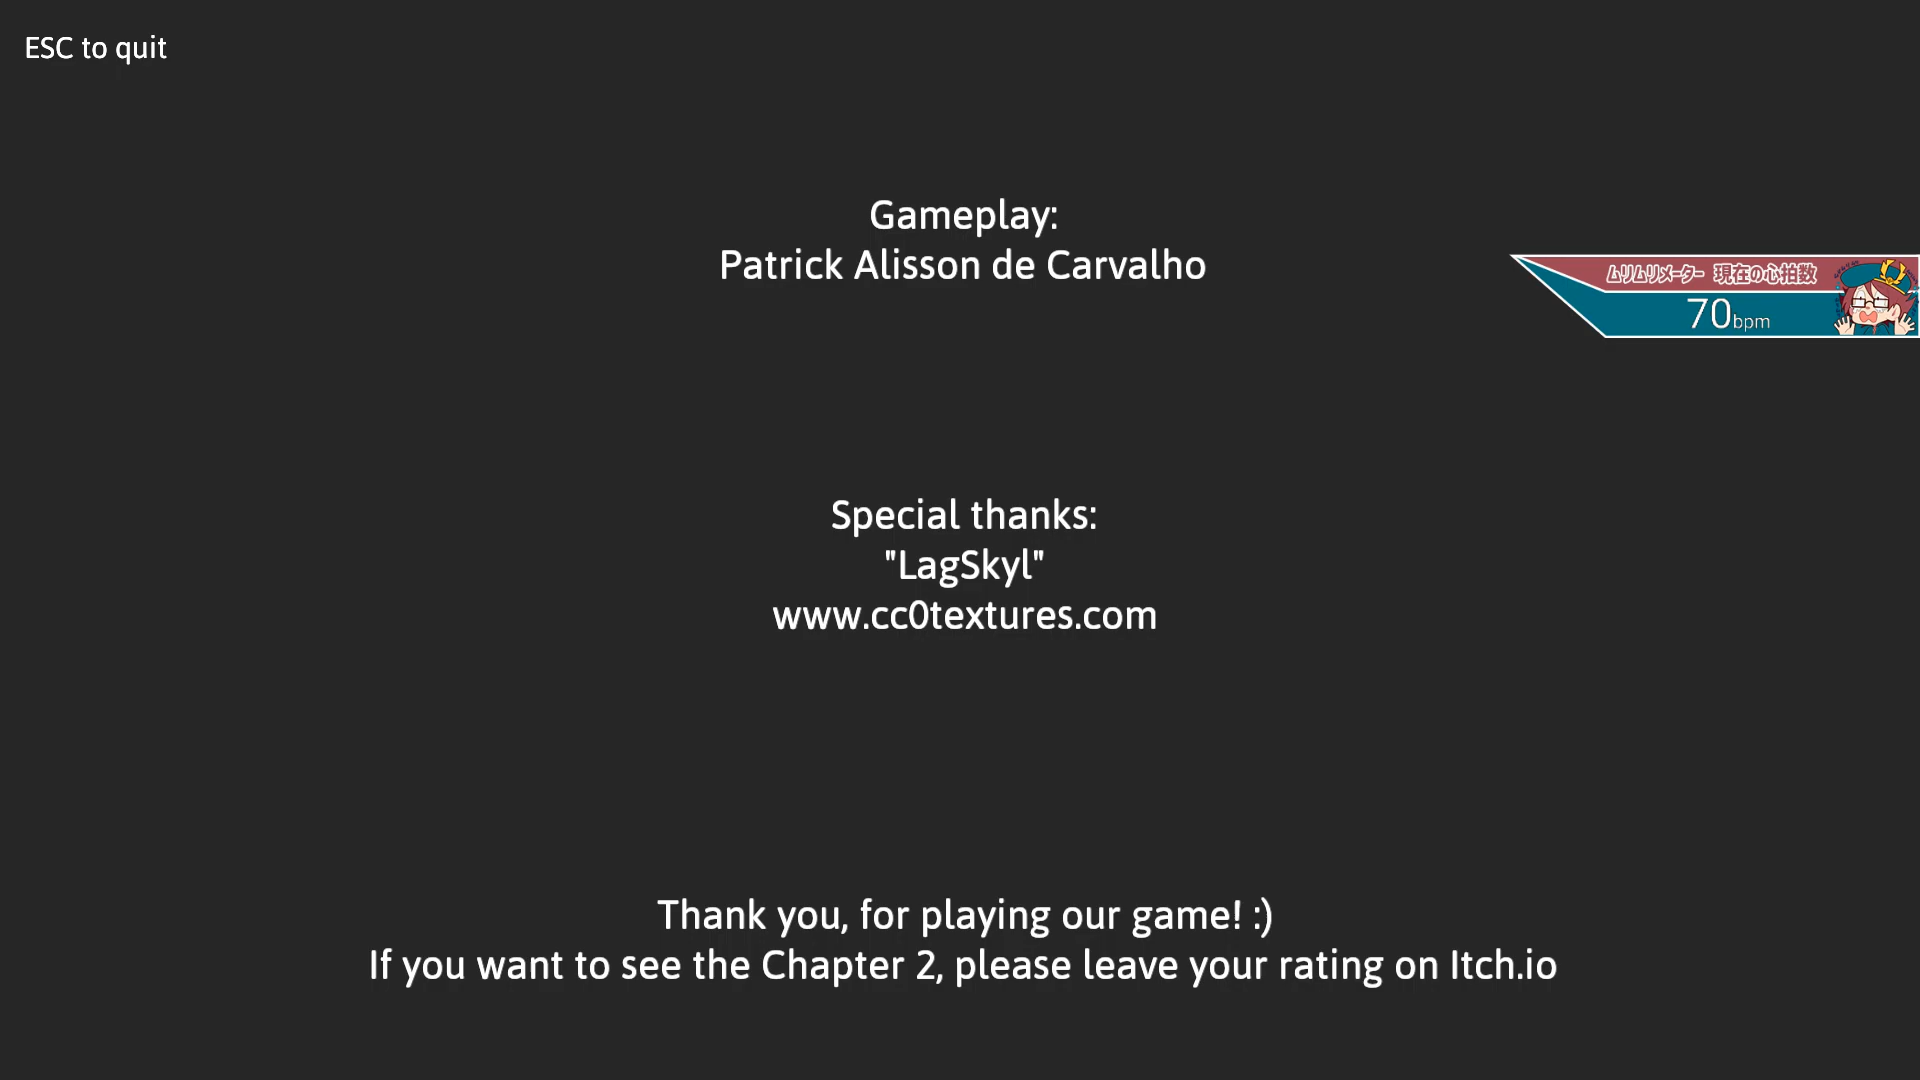 ESC to quit
Gameplay:
Patrick Alisson de Carvalho
ムリムリメーター 現在の心拍数
70bpm
Special thanks:
"LagSkyl"
www.cc0textures.com
Thank you, for playing our game! :)
If you want to see the Chapter 2, please leave your rating on Itch.io